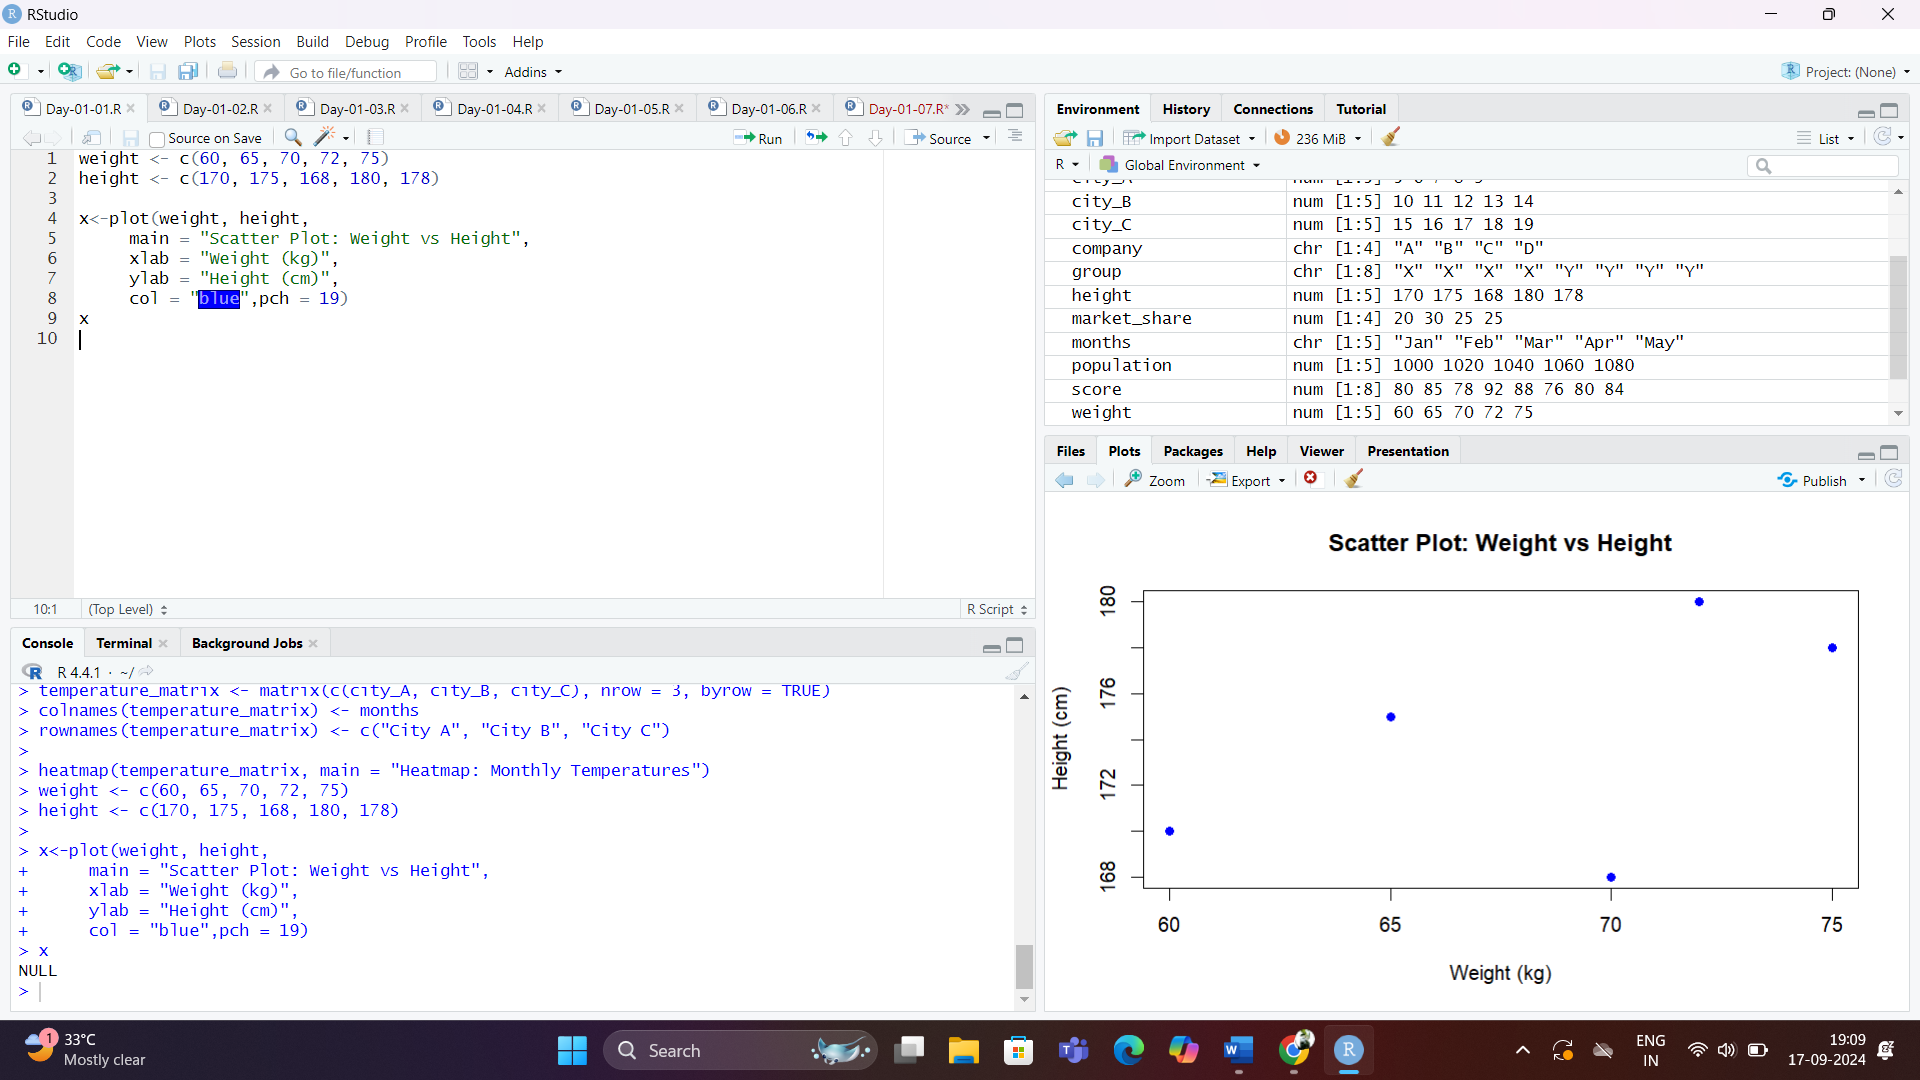 RStudio
File Edit Code View Plots Session Build Debug Profile Tools Help
Go to file/function Addins Project: (None)
Day-01-01.R Day-01-02.R Day-01-03.R Day-01-04.R Day-01-05.R Day-01-06.R Day-01-07.R*
Source on Save Run Source
1 weight <- c(60, 65, 70, 72, 75)
2 height <- c(170, 175, 168, 180, 178)
3
4 x<-plot(weight, height,
5 main = "Scatter Plot: Weight vs Height",
6 xlab = "Weight (kg)",
7 ylab = "Height (cm)",
8 col = "blue",pch = 19)
9 x
10
10:1 (Top Level) R Script
Console Terminal Background Jobs
R 4.4.1 · ~/
> temperature_matrix <- matrix(c(city_A, city_B, city_C), nrow = 3, byrow = TRUE)
> colnames(temperature_matrix) <- months
> rownames(temperature_matrix) <- c("City A", "City B", "City C")
>
> heatmap(temperature_matrix, main = "Heatmap: Monthly Temperatures")
> weight <- c(60, 65, 70, 72, 75)
> height <- c(170, 175, 168, 180, 178)
>
> x<-plot(weight, height,
+ main = "Scatter Plot: Weight vs Height",
+ xlab = "Weight (kg)",
+ ylab = "Height (cm)",
+ col = "blue",pch = 19)
> x
NULL
>
Environment History Connections Tutorial
Import Dataset 236 MiB List
R Global Environment
city_B num [1:5] 10 11 12 13 14
city_C num [1:5] 15 16 17 18 19
company chr [1:4] "A" "B" "C" "D"
group chr [1:8] "X" "X" "X" "X" "Y" "Y" "Y" "Y"
height num [1:5] 170 175 168 180 178
market_share num [1:4] 20 30 25 25
months chr [1:5] "Jan" "Feb" "Mar" "Apr" "May"
population num [1:5] 1000 1020 1040 1060 1080
score num [1:8] 80 85 78 92 88 76 80 84
weight num [1:5] 60 65 70 72 75
Files Plots Packages Help Viewer Presentation
Zoom Export Publish
Scatter Plot: Weight vs Height
Height (cm)
180
176
172
168
60 65 70 75
Weight (kg)
1 33°C
Mostly clear
Search
ENG
IN
19:09
17-09-2024